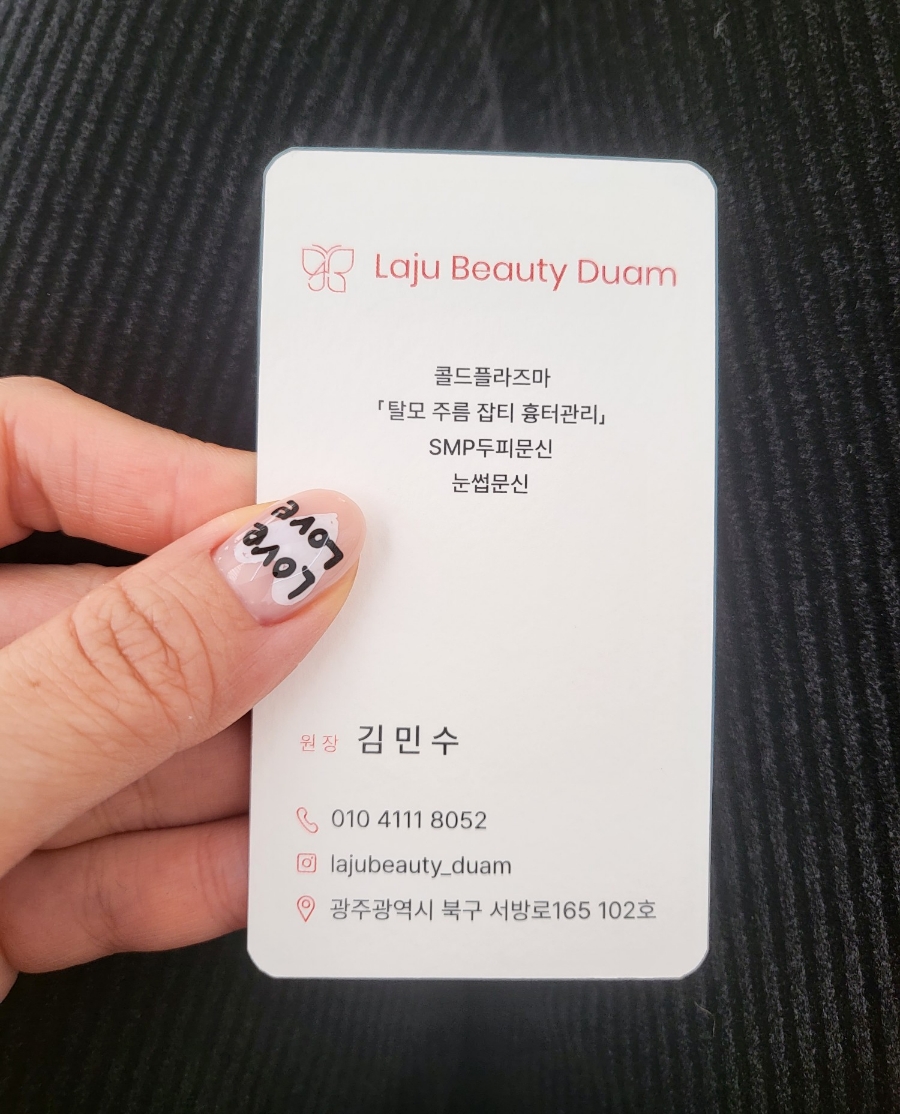 Laju Beauty Duam
콜드플라즈마
「탈모 주름 잡티 흉터관리」
SMP두피문신
눈썹문신
Love
Love
원장 김민수
010 4111 8052
lajubeauty_duam
광주광역시 북구 서방로165 102호